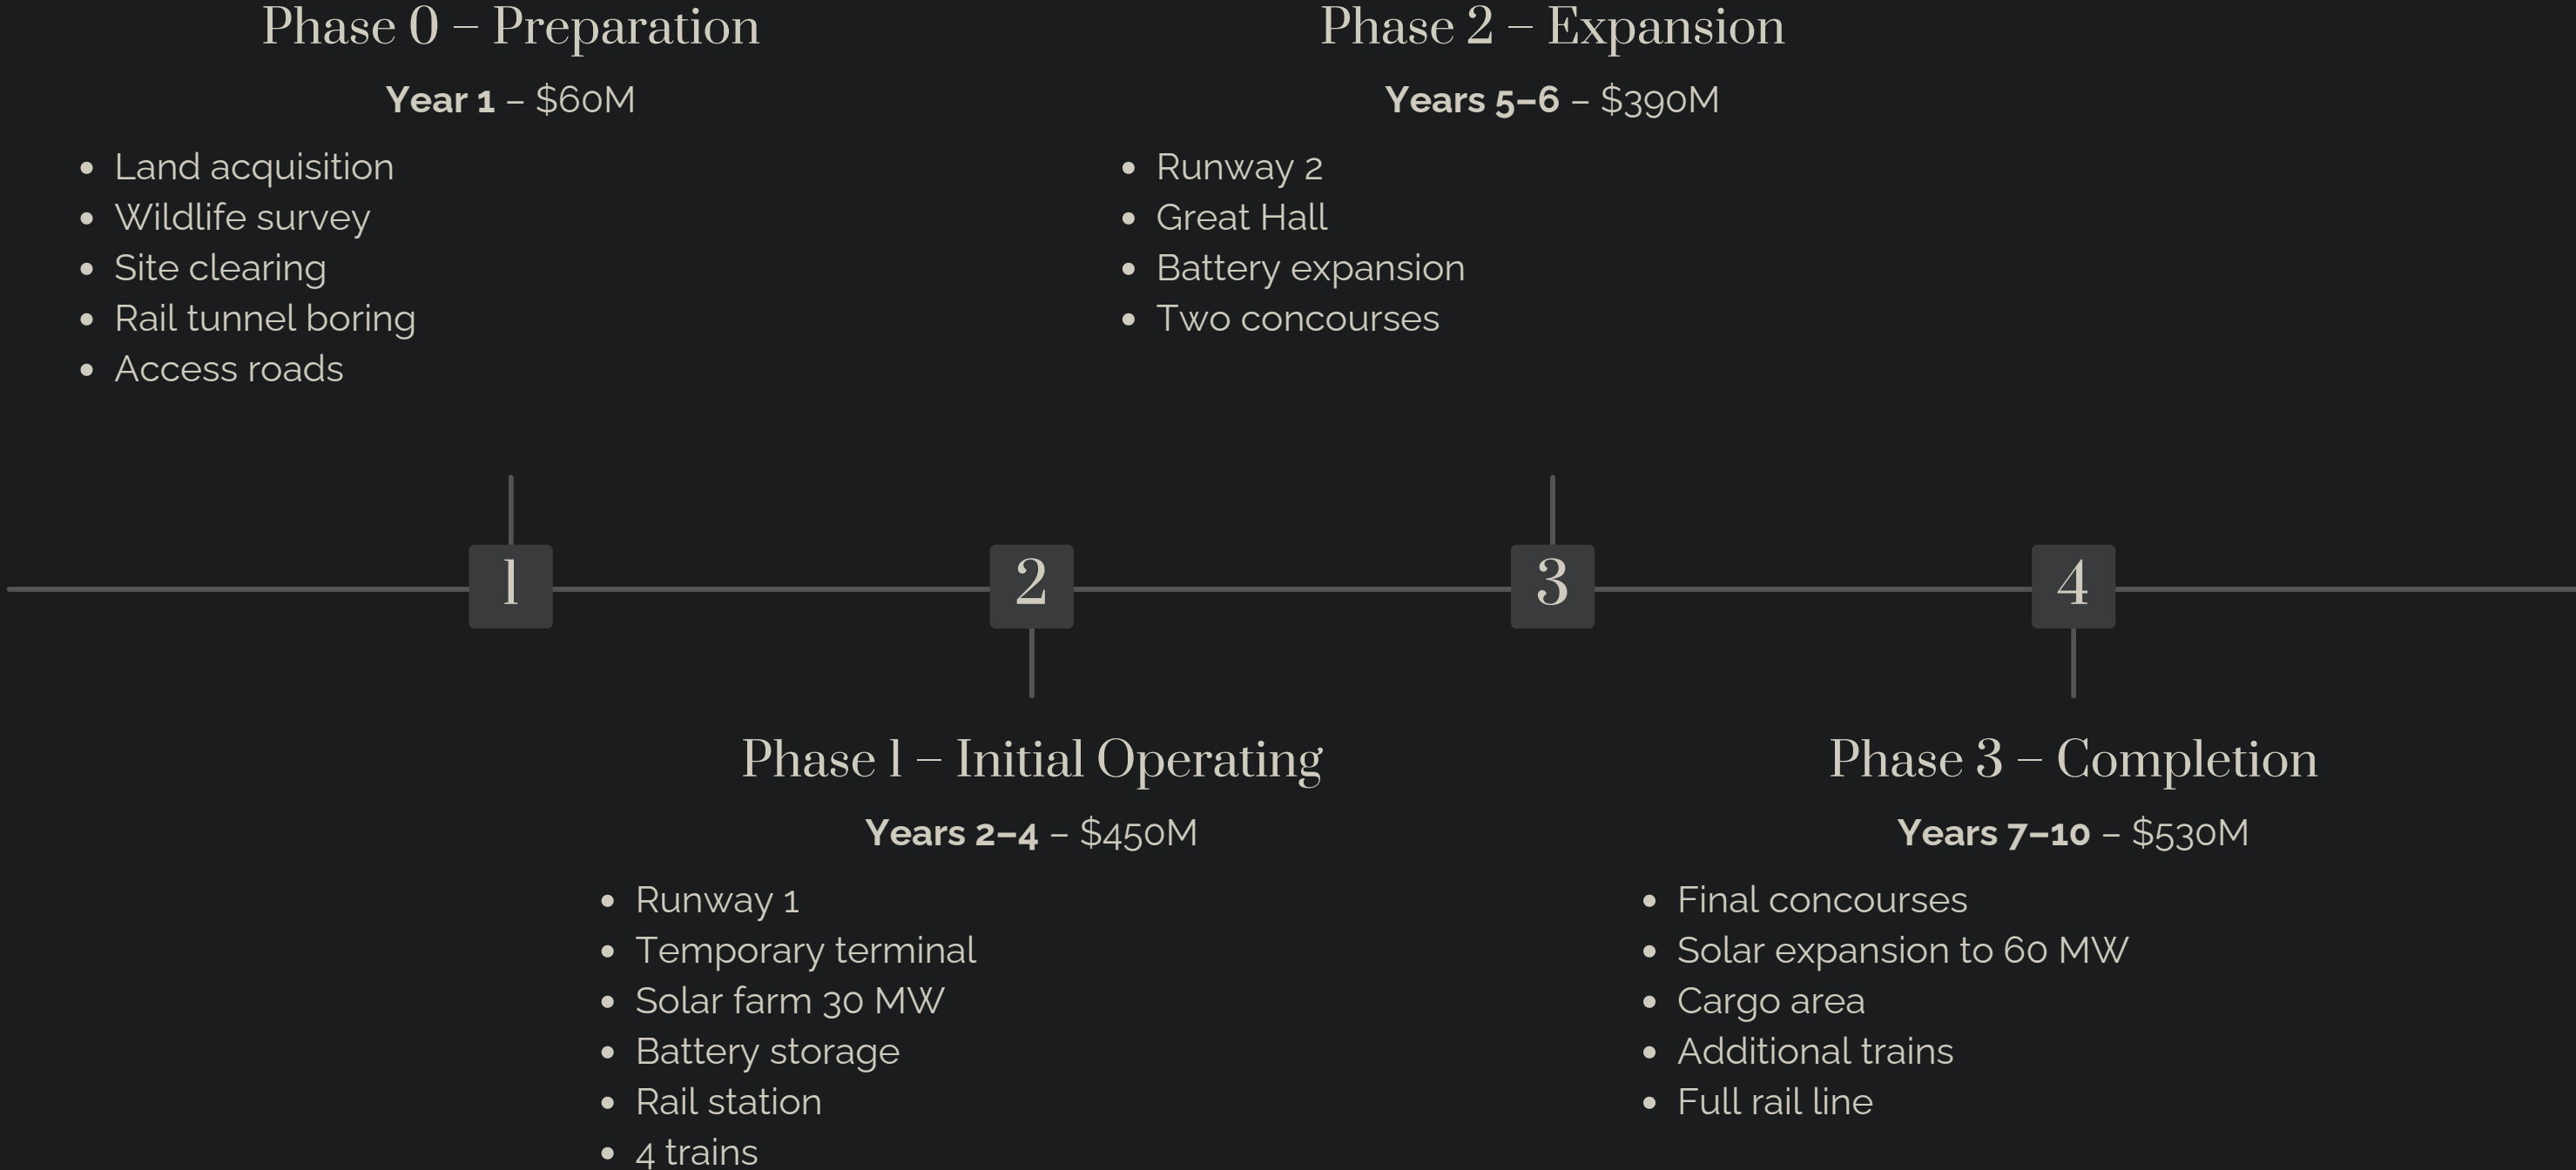 Phase 0 – Preparation
Year 1 – $60M
• Land acquisition
• Wildlife survey
• Site clearing
• Rail tunnel boring
• Access roads
Phase 2 – Expansion
Years 5–6 – $390M
• Runway 2
• Great Hall
• Battery expansion
• Two concourses
1
2
3
4
Phase 1 – Initial Operating
Years 2–4 – $450M
• Runway 1
• Temporary terminal
• Solar farm 30 MW
• Battery storage
• Rail station
• 4 trains
Phase 3 – Completion
Years 7–10 – $530M
• Final concourses
• Solar expansion to 60 MW
• Cargo area
• Additional trains
• Full rail line